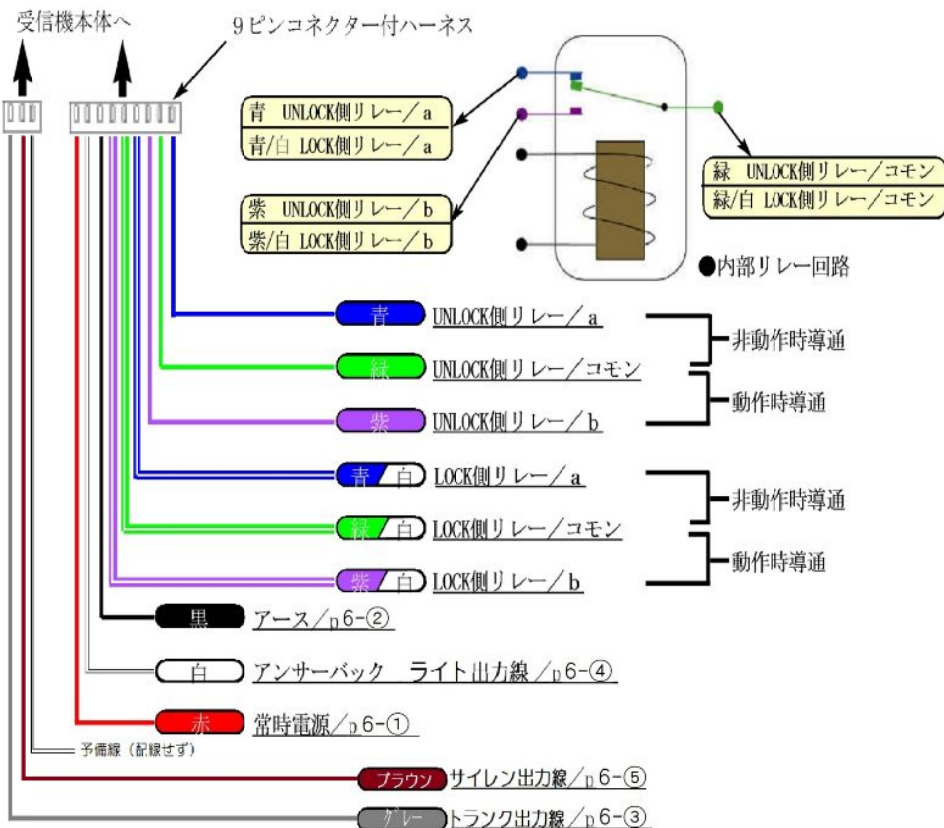 受信機本体へ
9ピンコネクター付ハーネス
青 UNLOCK側リレー/a
青/白 LOCK側リレー/a
紫 UNLOCK側リレー/b
紫/白 LOCK側リレー/b
緑 UNLOCK側リレー/コモン
緑/白 LOCK側リレー/コモン
●内部リレー回路
青 UNLOCK側リレー/a
非動作時導通
緑 UNLOCK側リレー/コモン
動作時導通
紫 UNLOCK側リレー/b
青/白 LOCK側リレー/a
非動作時導通
緑/白 LOCK側リレー/コモン
動作時導通
紫/白 LOCK側リレー/b
黒 アース/p6-②
白 アンサーバック ライト出力線/p6-④
赤 常時電源/p6-①
予備線(配線せず)
ブラウン サイレン出力線/p6-⑤
グレー トランク出力線/p6-③